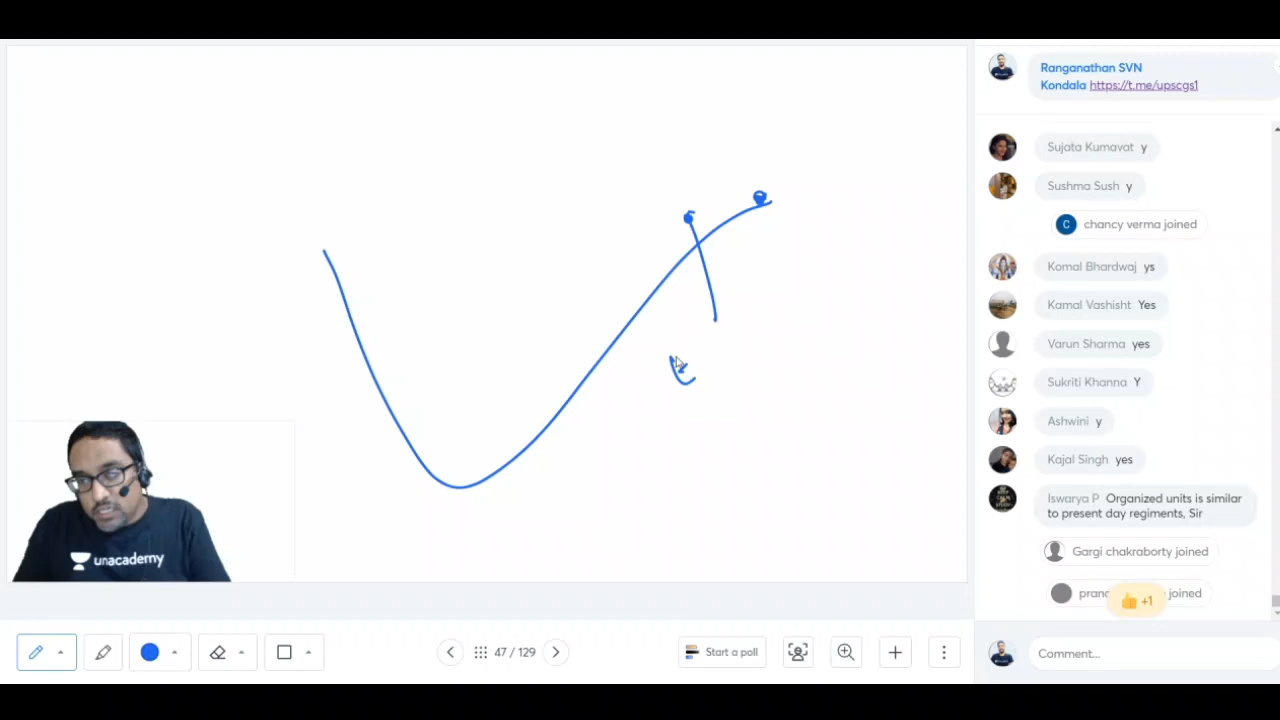 Ranganathan SVN
Kondala https://t.me/upscgs1
Sujata Kumavat y
Sushma Sush y
C chancy verma joined
Komal Bhardwaj ys
Kamal Vashisht Yes
Varun Sharma yes
Sukriti Khanna Y
Ashwini y
Kajal Singh yes
Iswarya P Organized units is similar
to present day regiments, Sir
Gargi chakraborty joined
joined
+1
unacademy
47 / 129
Start a poll
Comment...